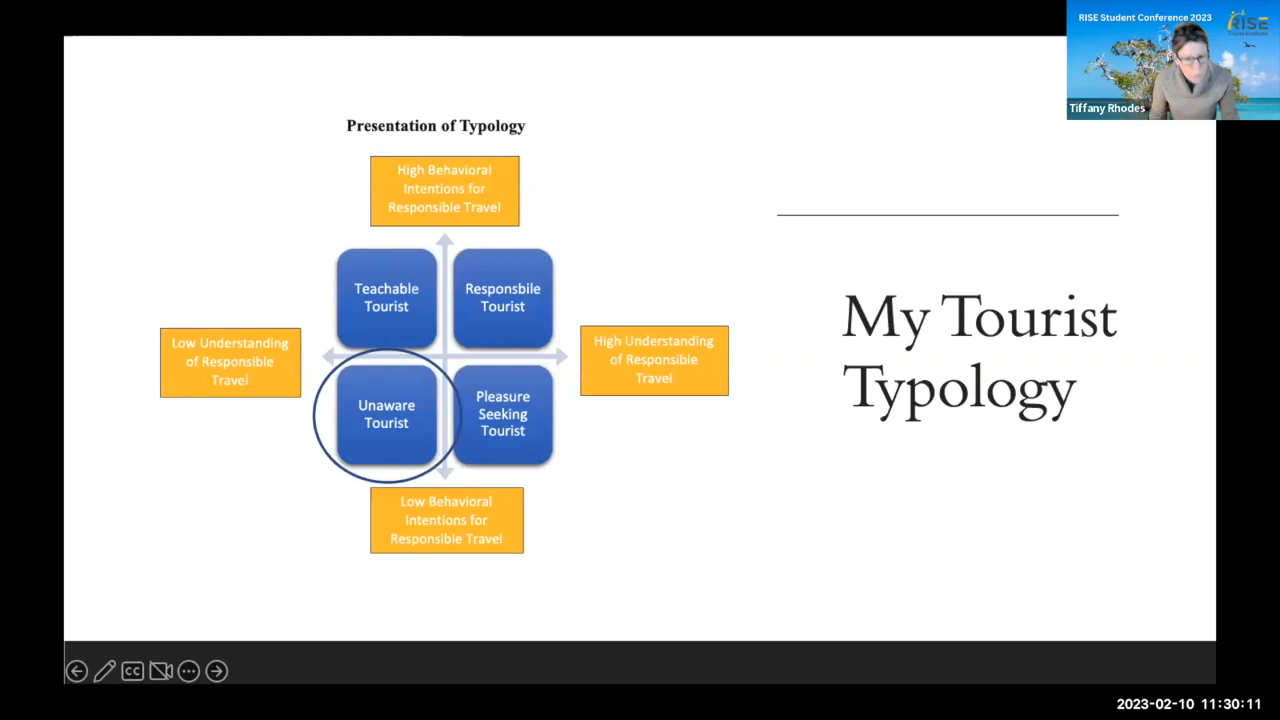 RISE Student Conference 2023
RISE
Tiffany Rhodes
Presentation of Typology
High Behavioral
Intentions for
Responsible Travel
Teachable
Tourist
Responsbile
Tourist
Low Understanding
of Responsible
Travel
High Understanding
of Responsible
Travel
Unaware
Tourist
Pleasure
Seeking
Tourist
Low Behavioral
Intentions for
Responsible Travel
My Tourist
Typology
CC
2023-02-10 11:30:11